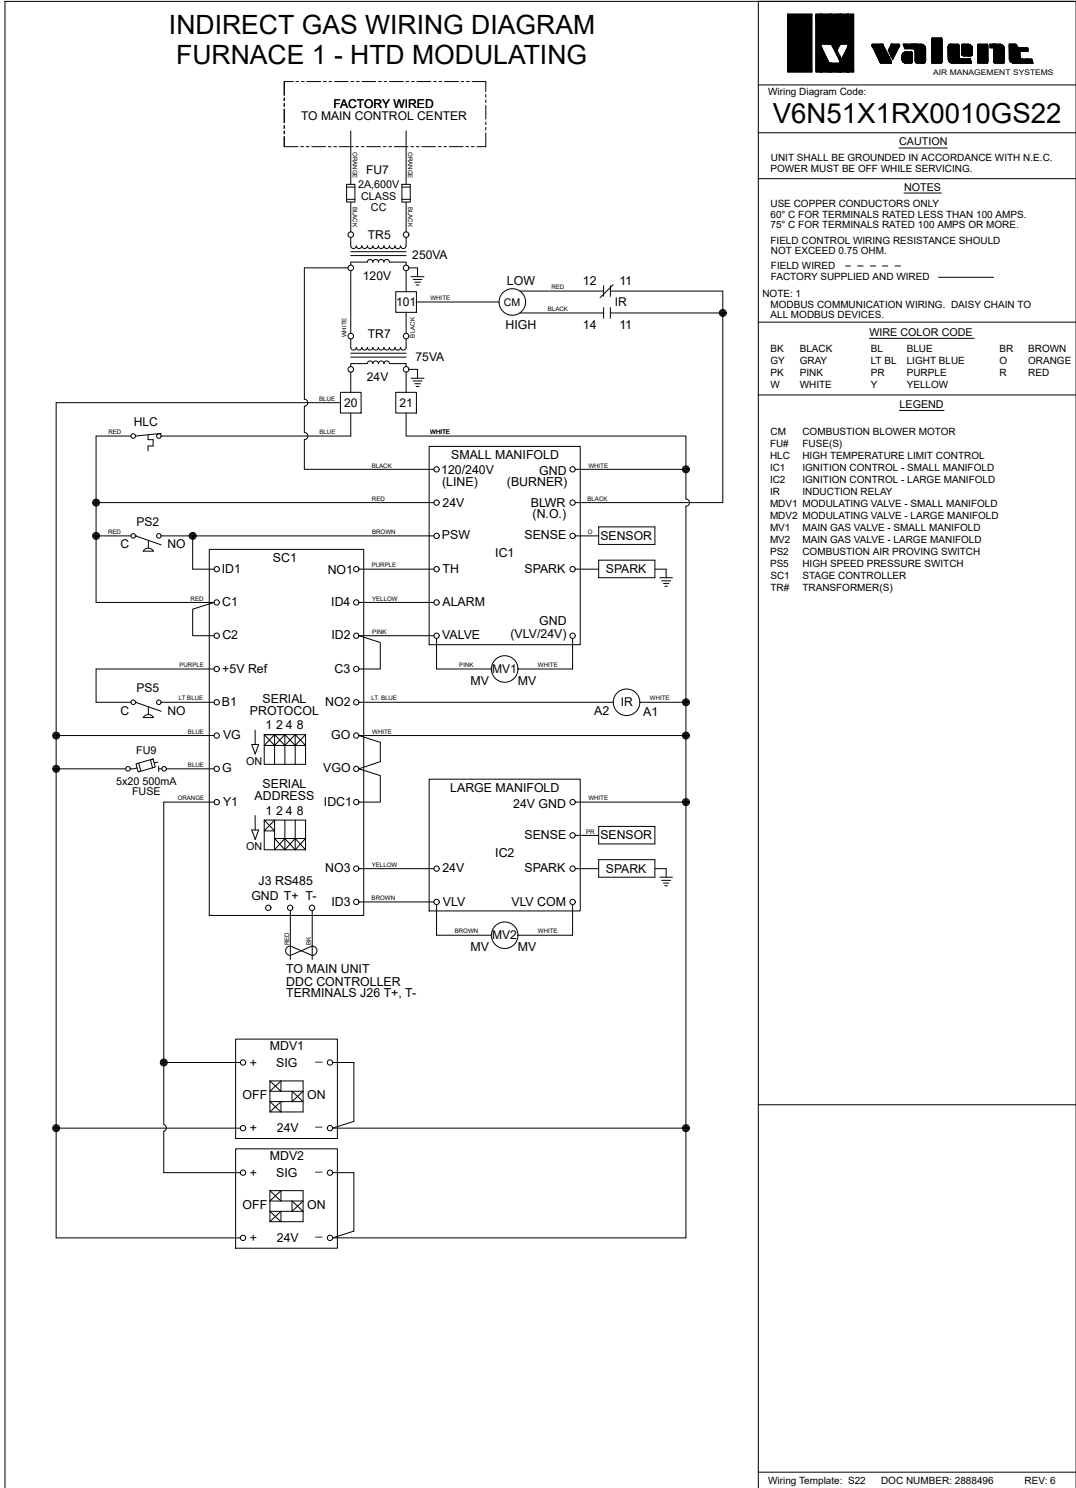 INDIRECT GAS WIRING DIAGRAM
FURNACE 1 - HTD MODULATING
FACTORY WIRED
TO MAIN CONTROL CENTER
ORANGE
ORANGE
FU7
2A,600V
CLASS
CC
BLACK
BLACK
TR5
250VA
120V
101
WHITE
WHITE
BLACK
TR7
75VA
24V
LOW
CM
HIGH
RED
12
11
IR
BLACK
14
11
BLUE
20
21
HLC
RED
BLUE
WHITE
SMALL MANIFOLD
BLACK
120/240V
(LINE)
GND
(BURNER)
WHITE
RED
24V
BLWR
(N.O.)
BLACK
PS2
RED
C
NO
BROWN
PSW
SENSE
O
SENSOR
IC1
SC1
ID1
NO1
PURPLE
TH
SPARK
SPARK
RED
C1
ID4
YELLOW
ALARM
C2
ID2
PINK
VALVE
GND
(VLV/24V)
PURPLE
+5V Ref
C3
PINK
MV1
WHITE
MV
MV
PS5
C
NO
LT BLUE
B1
SERIAL
PROTOCOL
1 2 4 8
ON
NO2
LT. BLUE
A2
IR
A1
WHITE
BLUE
VG
GO
WHITE
FU9
5x20 500mA
FUSE
BLUE
G
VGO
ORANGE
Y1
SERIAL
ADDRESS
1 2 4 8
ON
IDC1
LARGE MANIFOLD
24V GND
WHITE
SENSE
PR
SENSOR
IC2
NO3
YELLOW
24V
SPARK
SPARK
J3 RS485
GND T+ T-
ID3
BROWN
VLV
VLV COM
RED
BK
BROWN
MV2
WHITE
MV
MV
TO MAIN UNIT
DDC CONTROLLER
TERMINALS J26 T+, T-
MDV1
+ SIG −
OFF
ON
+ 24V −
MDV2
+ SIG −
OFF
ON
+ 24V −
V valent
AIR MANAGEMENT SYSTEMS
Wiring Diagram Code:
V6N51X1RX0010GS22
CAUTION
UNIT SHALL BE GROUNDED IN ACCORDANCE WITH N.E.C.
POWER MUST BE OFF WHILE SERVICING.
NOTES
USE COPPER CONDUCTORS ONLY
60° C FOR TERMINALS RATED LESS THAN 100 AMPS.
75° C FOR TERMINALS RATED 100 AMPS OR MORE.
FIELD CONTROL WIRING RESISTANCE SHOULD
NOT EXCEED 0.75 OHM.
FIELD WIRED
FACTORY SUPPLIED AND WIRED
NOTE: 1
MODBUS COMMUNICATION WIRING. DAISY CHAIN TO
ALL MODBUS DEVICES.
WIRE COLOR CODE
BK BLACK BL BLUE BR BROWN
GY GRAY LT BL LIGHT BLUE O ORANGE
PK PINK PR PURPLE R RED
W WHITE Y YELLOW
LEGEND
CM COMBUSTION BLOWER MOTOR
FU# FUSE(S)
HLC HIGH TEMPERATURE LIMIT CONTROL
IC1 IGNITION CONTROL - SMALL MANIFOLD
IC2 IGNITION CONTROL - LARGE MANIFOLD
IR INDUCTION RELAY
MDV1 MODULATING VALVE - SMALL MANIFOLD
MDV2 MODULATING VALVE - LARGE MANIFOLD
MV1 MAIN GAS VALVE - SMALL MANIFOLD
MV2 MAIN GAS VALVE - LARGE MANIFOLD
PS2 COMBUSTION AIR PROVING SWITCH
PS5 HIGH SPEED PRESSURE SWITCH
SC1 STAGE CONTROLLER
TR# TRANSFORMER(S)
Wiring Template: S22 DOC NUMBER: 2888496 REV: 6